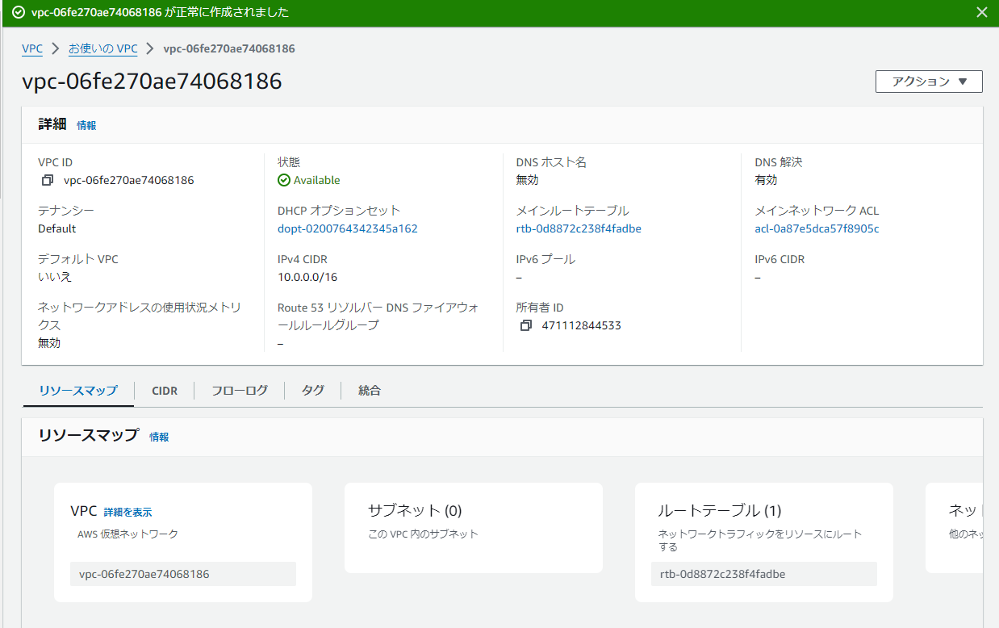 vpc-06fe270ae74068186 が正常に作成されました
VPC > お使いの VPC > vpc-06fe270ae74068186
vpc-06fe270ae74068186
アクション ▼
詳細 情報
VPC ID
vpc-06fe270ae74068186
状態
Available
DNS ホスト名
無効
DNS 解決
有効
テナンシー
Default
DHCP オプションセット
dopt-0200764342345a162
メインルートテーブル
rtb-0d8872c238f4fadbe
メインネットワーク ACL
acl-0a87e5dca57f8905c
デフォルト VPC
いいえ
IPv4 CIDR
10.0.0.0/16
IPv6 プール
–
IPv6 CIDR
–
ネットワークアドレスの使用状況メトリ
クス
無効
Route 53 リゾルバー DNS ファイアウォ
ールルールグループ
–
所有者 ID
471112844533
リソースマップ
CIDR
フローログ
タグ
統合
リソースマップ 情報
VPC 詳細を表示
AWS 仮想ネットワーク
vpc-06fe270ae74068186
サブネット (0)
この VPC 内のサブネット
ルートテーブル (1)
ネットワークトラフィックをリソースにルート
する
rtb-0d8872c238f4fadbe
ネット
他のネッ